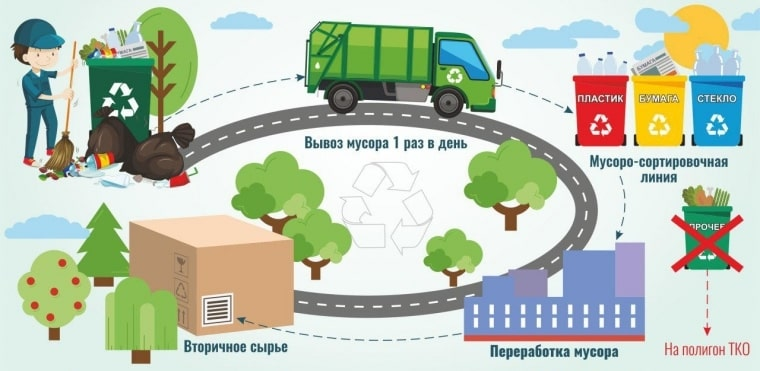 ПЛАСТИК
БУМАГА
СТЕКЛО
Вывоз мусора 1 раз в день
Мусоро-сортировочная
линия
ПРОЧЕЕ
Вторичное сырье
Переработка мусора
На полигон ТКО